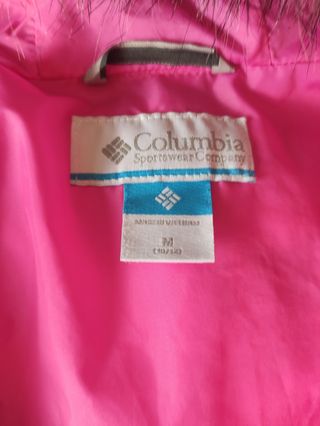 Columbia
Sportswear Company
M
(10/12)